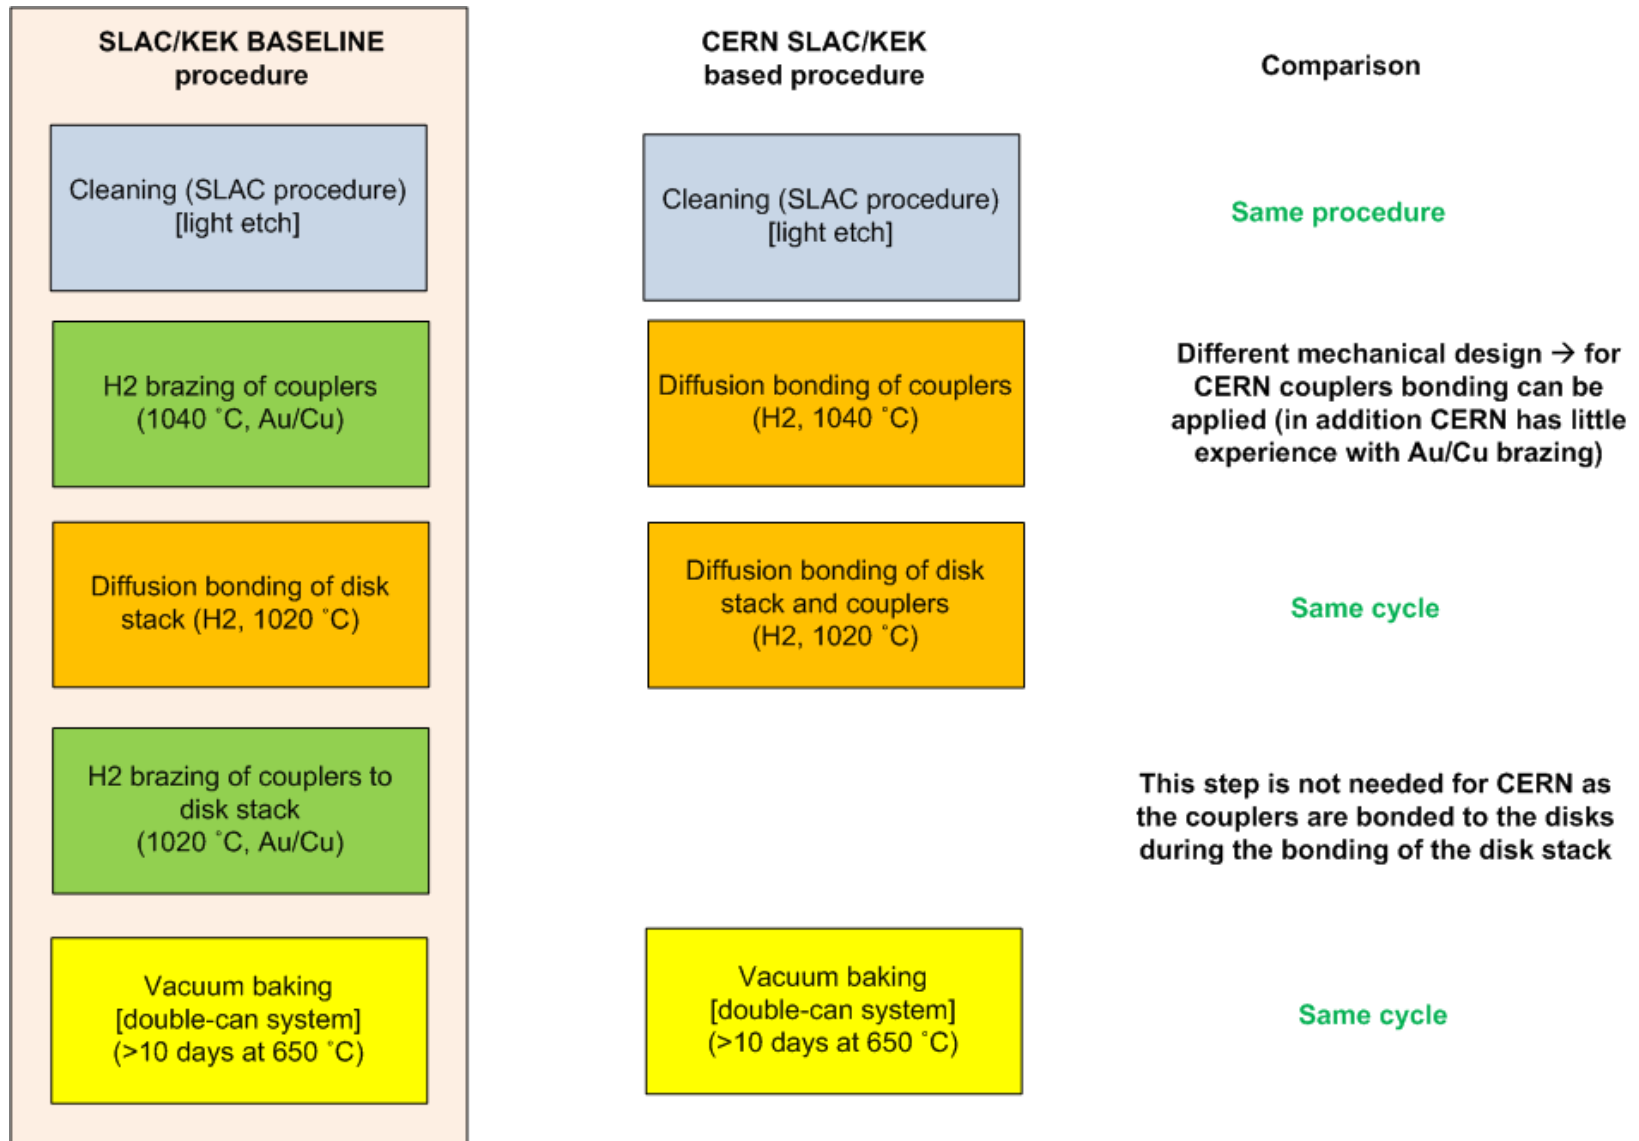 SLAC/KEK BASELINE
procedure
CERN SLAC/KEK
based procedure
Comparison
Cleaning (SLAC procedure)
[light etch]
Cleaning (SLAC procedure)
[light etch]
Same procedure
H2 brazing of couplers
(1040 ˚C, Au/Cu)
Diffusion bonding of couplers
(H2, 1040 ˚C)
Different mechanical design → for
CERN couplers bonding can be
applied (in addition CERN has little
experience with Au/Cu brazing)
Diffusion bonding of disk
stack (H2, 1020 ˚C)
Diffusion bonding of disk
stack and couplers
(H2, 1020 ˚C)
Same cycle
H2 brazing of couplers to
disk stack
(1020 ˚C, Au/Cu)
This step is not needed for CERN as
the couplers are bonded to the disks
during the bonding of the disk stack
Vacuum baking
[double-can system]
(>10 days at 650 ˚C)
Vacuum baking
[double-can system]
(>10 days at 650 ˚C)
Same cycle